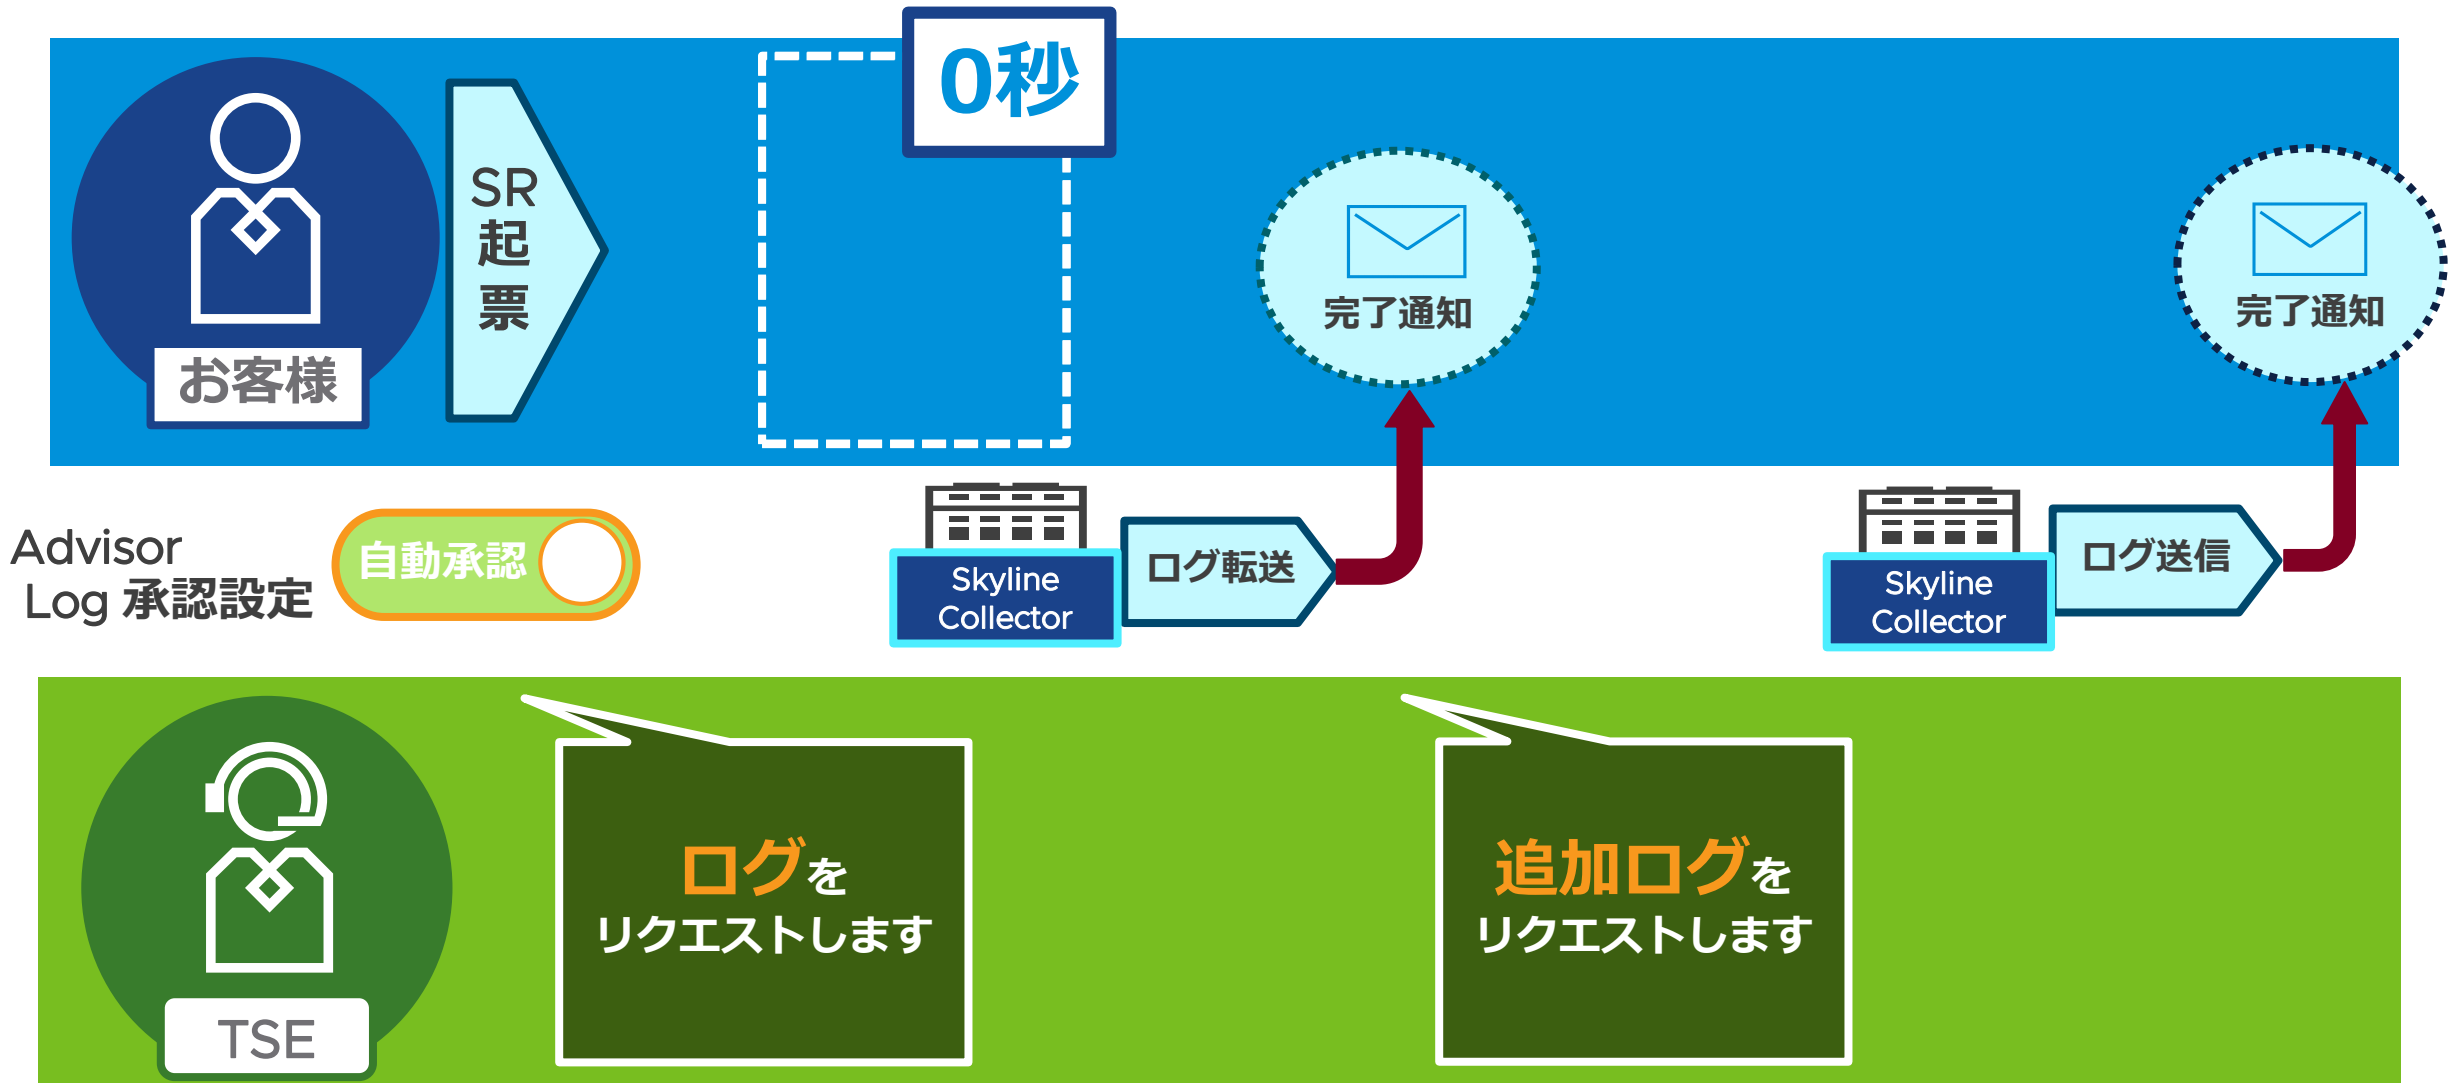 0秒
お客様
SR
起
票
完了通知
完了通知
Advisor
Log 承認設定
自動承認
Skyline
Collector
ログ転送
Skyline
Collector
ログ送信
TSE
ログを
リクエストします
追加ログを
リクエストします